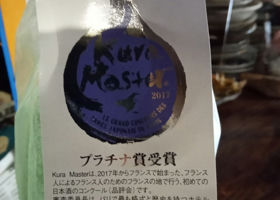 Kura
Master
2017
LE GRAND CONCOURS
プラチナ賞受賞
Kura Masterは、2017年からフランスで始まった、フランス
人によるフランス人のためのフランスの地で行う、初めての
日本酒のコンクール（品評会）です。